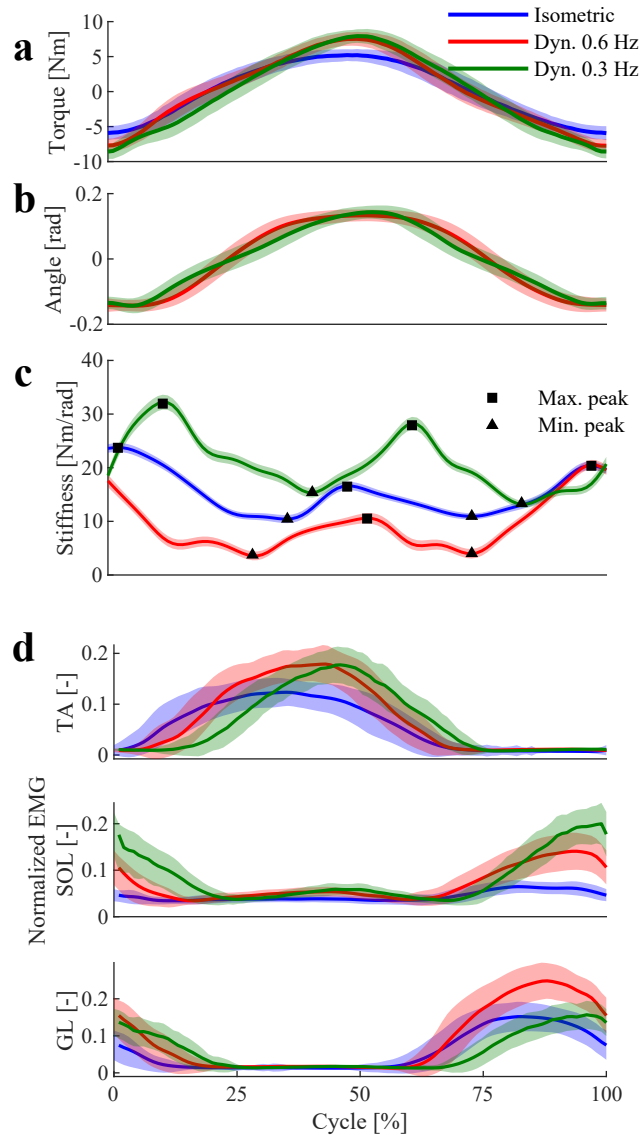 a
Torque [Nm]
10
5
0
-5
-10
Isometric
Dyn. 0.6 Hz
Dyn. 0.3 Hz
b
Angle [rad]
0.2
0
-0.2
c
Stiffness [Nm/rad]
40
30
20
10
0
Max. peak
Min. peak
d
Normalized EMG
TA [-]
0.2
0.1
0
SOL [-]
0.2
0.1
0
GL [-]
0.2
0.1
0
0
25
50
75
100
Cycle [%]